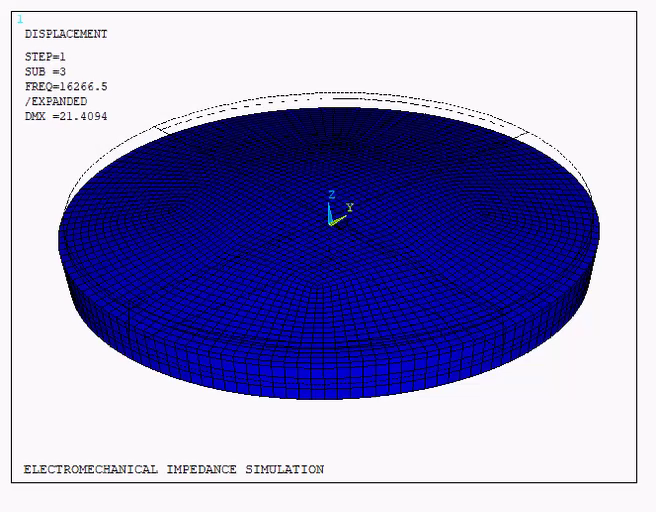 1
DISPLACEMENT
STEP=1
SUB =3
FREQ=16266.5
/EXPANDED
DMX =21.4094
Z
Y
ELECTROMECHANICAL IMPEDANCE SIMULATION